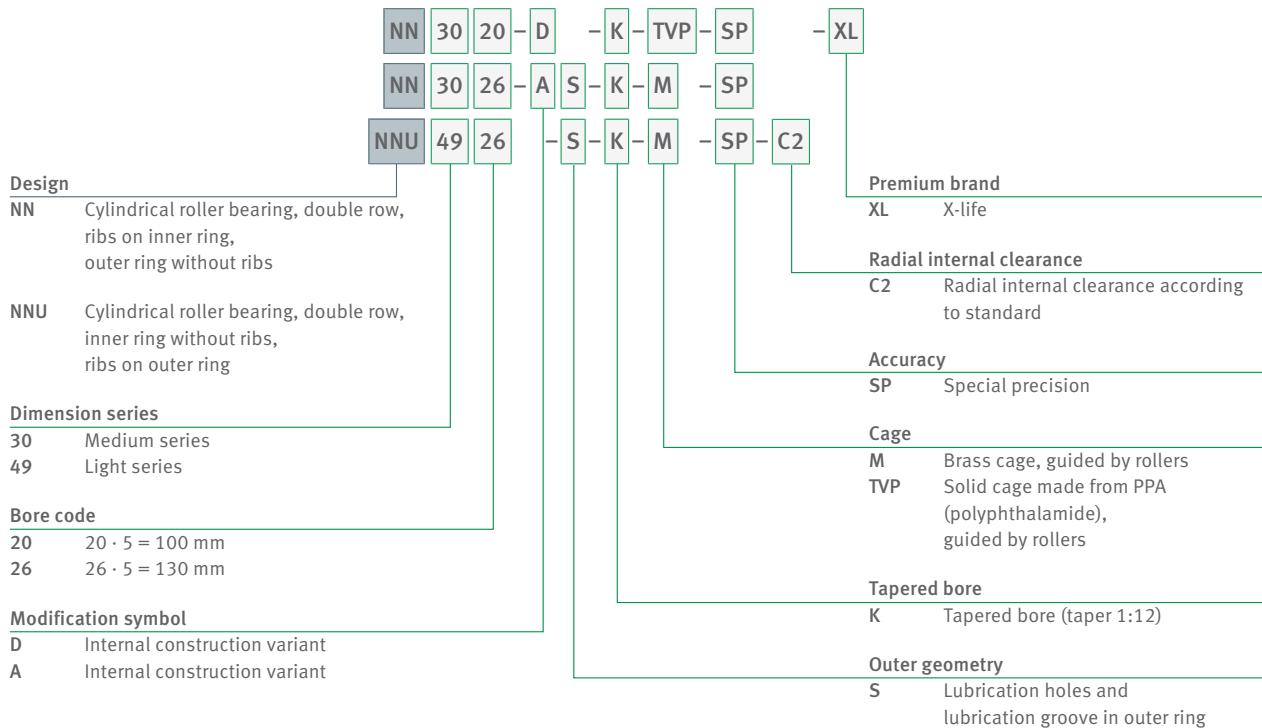 NN 30 20 – D – K – TVP – SP – XL
NN 30 26 – A S – K – M – SP
NNU 49 26 – S – K – M – SP – C2
Design
NN Cylindrical roller bearing, double row,
ribs on inner ring,
outer ring without ribs
NNU Cylindrical roller bearing, double row,
inner ring without ribs,
ribs on outer ring
Dimension series
30 Medium series
49 Light series
Bore code
20 20 · 5 = 100 mm
26 26 · 5 = 130 mm
Modification symbol
D Internal construction variant
A Internal construction variant
Premium brand
XL X-life
Radial internal clearance
C2 Radial internal clearance according
to standard
Accuracy
SP Special precision
Cage
M Brass cage, guided by rollers
TVP Solid cage made from PPA
(polyphthalamide),
guided by rollers
Tapered bore
K Tapered bore (taper 1:12)
Outer geometry
S Lubrication holes and
lubrication groove in outer ring